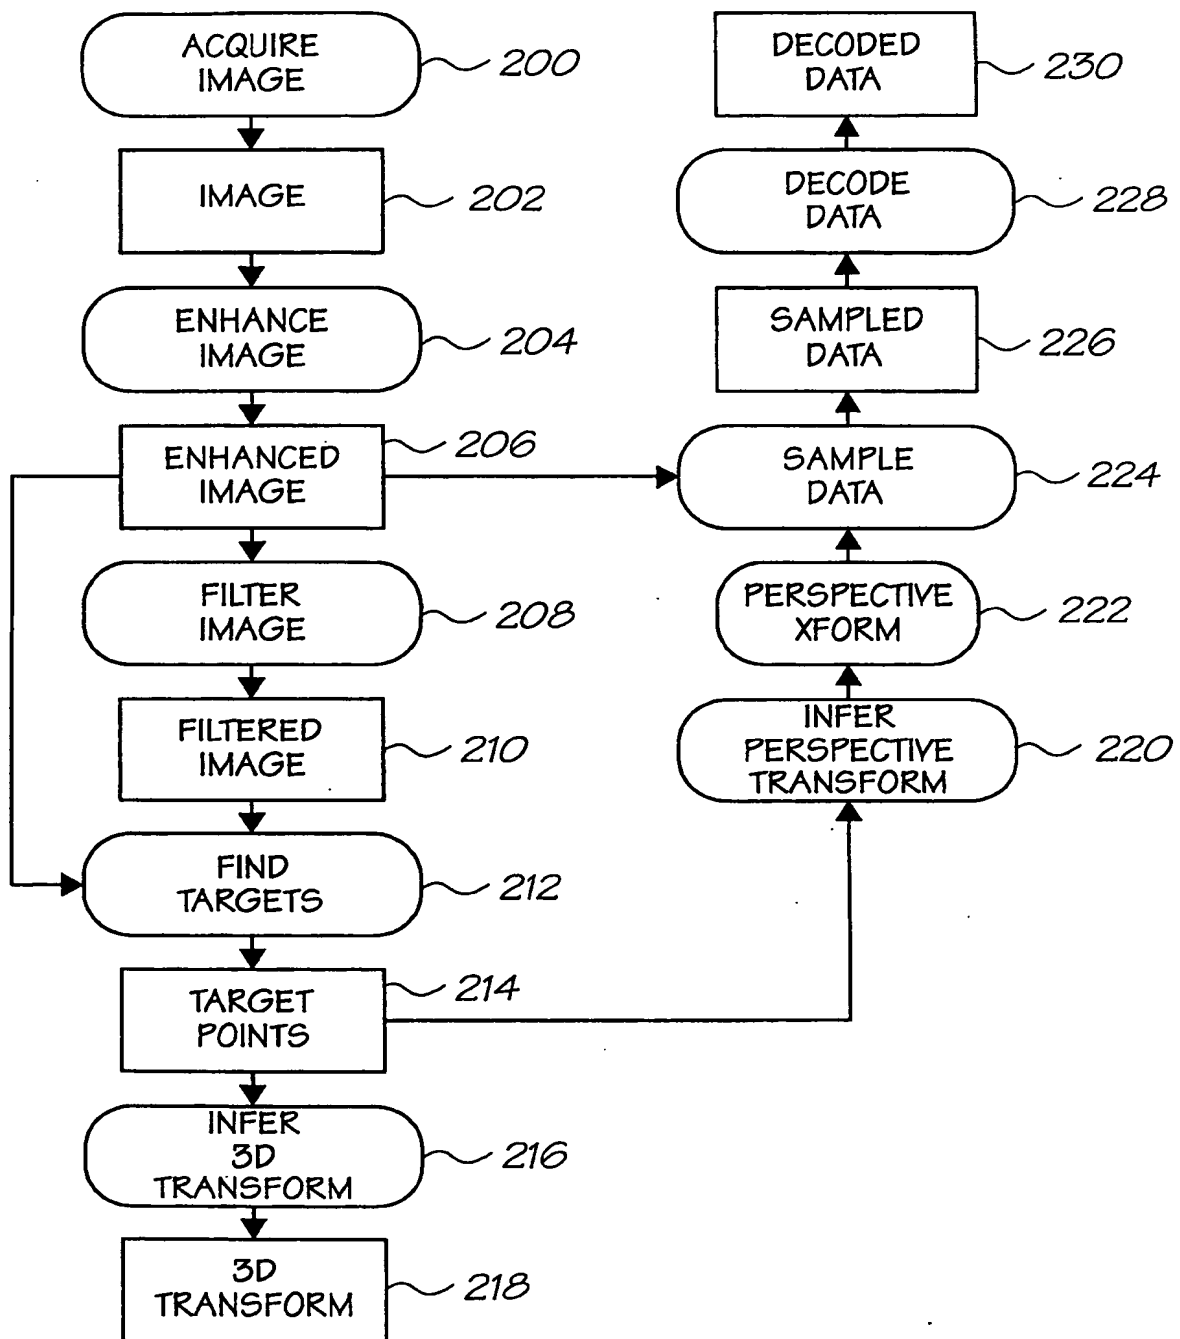 ACQUIRE
IMAGE
200
IMAGE
202
ENHANCE
IMAGE
204
ENHANCED
IMAGE
206
FILTER
IMAGE
208
FILTERED
IMAGE
210
FIND
TARGETS
212
TARGET
POINTS
214
INFER
3D
TRANSFORM
216
3D
TRANSFORM
218
DECODED
DATA
230
DECODE
DATA
228
SAMPLED
DATA
226
SAMPLE
DATA
224
PERSPECTIVE
XFORM
222
INFER
PERSPECTIVE
TRANSFORM
220